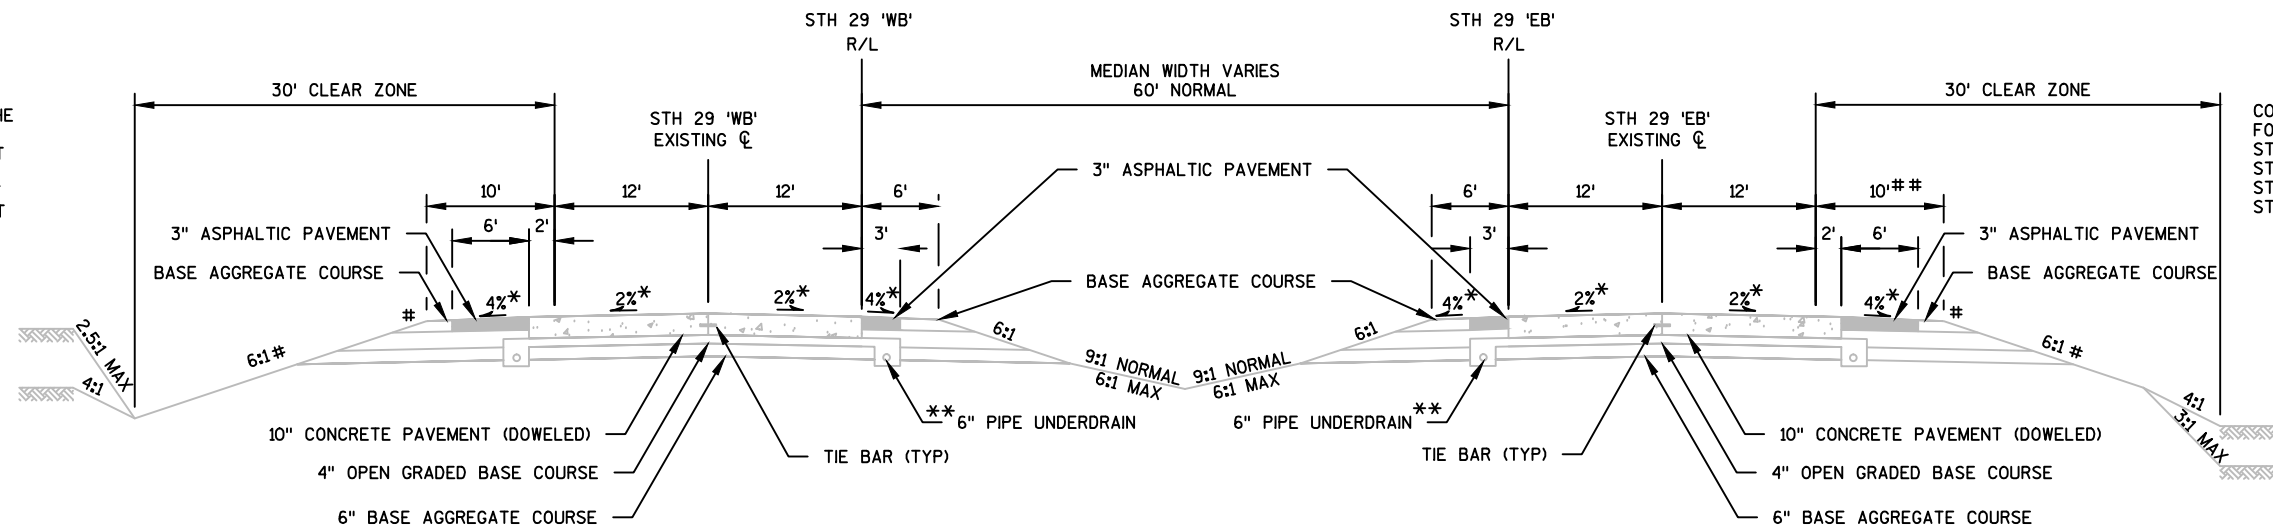 STH 29 'WB'
R/L
STH 29 'EB'
R/L
MEDIAN WIDTH VARIES
60' NORMAL
30' CLEAR ZONE
30' CLEAR ZONE
HE
T
T
CO
FO
ST
ST
ST
ST
STH 29 'WB'
EXISTING ℄
STH 29 'EB'
EXISTING ℄
3" ASPHALTIC PAVEMENT
10'
12'
12'
6'
6'
12'
12'
10'##
6'
2'
3'
3'
2'
6'
3" ASPHALTIC PAVEMENT
3" ASPHALTIC PAVEMENT
BASE AGGREGATE COURSE
BASE AGGREGATE COURSE
BASE AGGREGATE COURSE
#
4%*
2%*
2%*
4%*
4%*
2%*
2%*
4%*
#
2.5:1 MAX
4:1
6:1#
6:1
9:1 NORMAL
6:1 MAX
9:1 NORMAL
6:1 MAX
6:1
6:1#
4:1
3:1 MAX
**6" PIPE UNDERDRAIN
6" PIPE UNDERDRAIN**
10" CONCRETE PAVEMENT (DOWELED)
TIE BAR (TYP)
TIE BAR (TYP)
10" CONCRETE PAVEMENT (DOWELED)
4" OPEN GRADED BASE COURSE
4" OPEN GRADED BASE COURSE
6" BASE AGGREGATE COURSE
6" BASE AGGREGATE COURSE